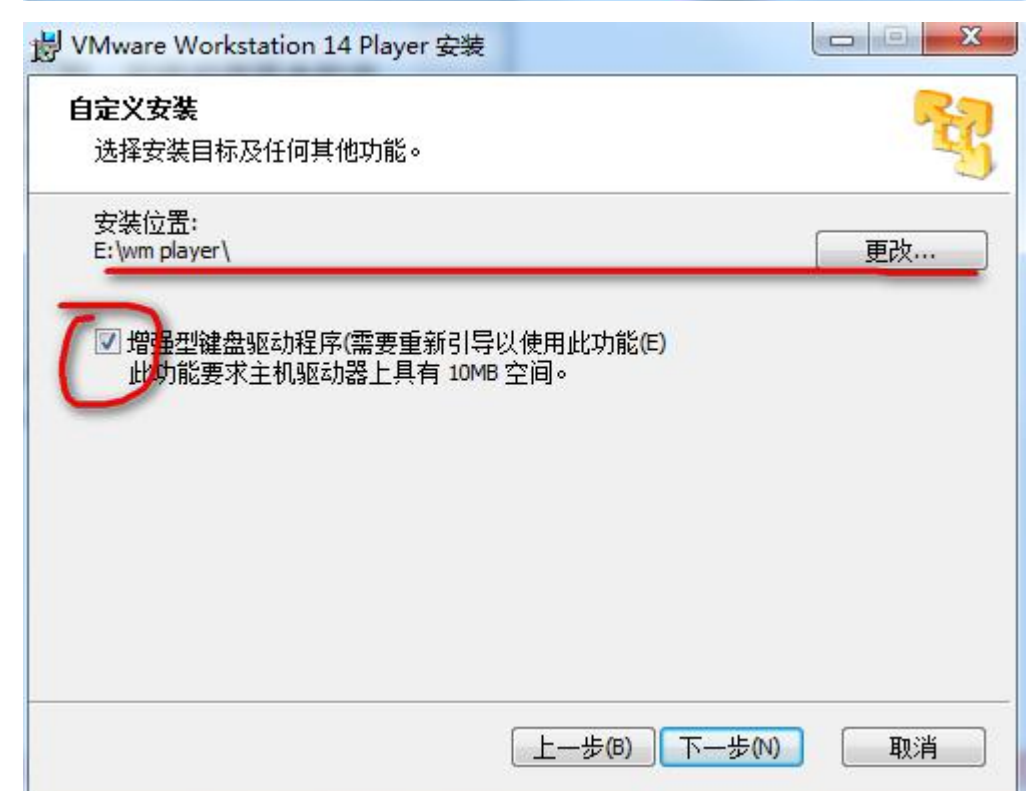 VMware Workstation 14 Player 安装
自定义安装
选择安装目标及任何其他功能。
安装位置:
E:\wm player\
更改...
增强型键盘驱动程序(需要重新引导以使用此功能(E)
此功能要求主机驱动器上具有 10MB 空间。
上一步(B)
下一步(N)
取消